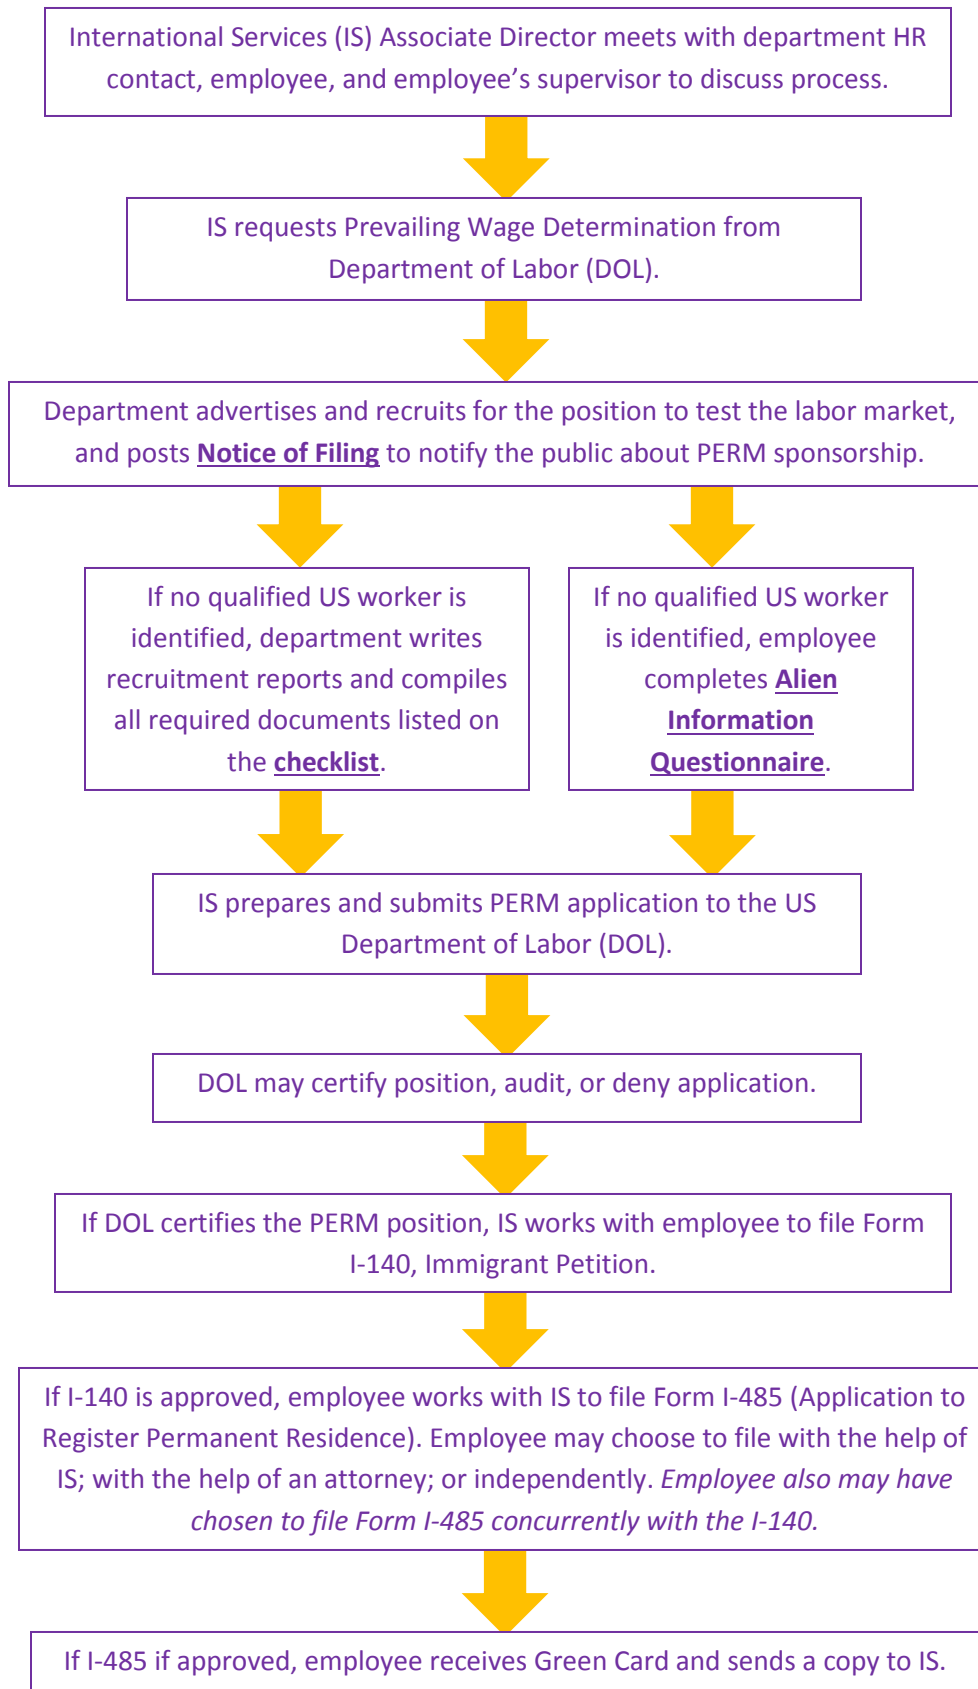 International Services (IS) Associate Director meets with department HR
contact, employee, and employee’s supervisor to discuss process.
IS requests Prevailing Wage Determination from
Department of Labor (DOL).
Department advertises and recruits for the position to test the labor market,
and posts Notice of Filing to notify the public about PERM sponsorship.
If no qualified US worker is
identified, department writes
recruitment reports and compiles
all required documents listed on
the checklist.
If no qualified US worker
is identified, employee
completes Alien
Information
Questionnaire.
IS prepares and submits PERM application to the US
Department of Labor (DOL).
DOL may certify position, audit, or deny application.
If DOL certifies the PERM position, IS works with employee to file Form
I-140, Immigrant Petition.
If I-140 is approved, employee works with IS to file Form I-485 (Application to
Register Permanent Residence). Employee may choose to file with the help of
IS; with the help of an attorney; or independently. Employee also may have
chosen to file Form I-485 concurrently with the I-140.
If I-485 if approved, employee receives Green Card and sends a copy to IS.